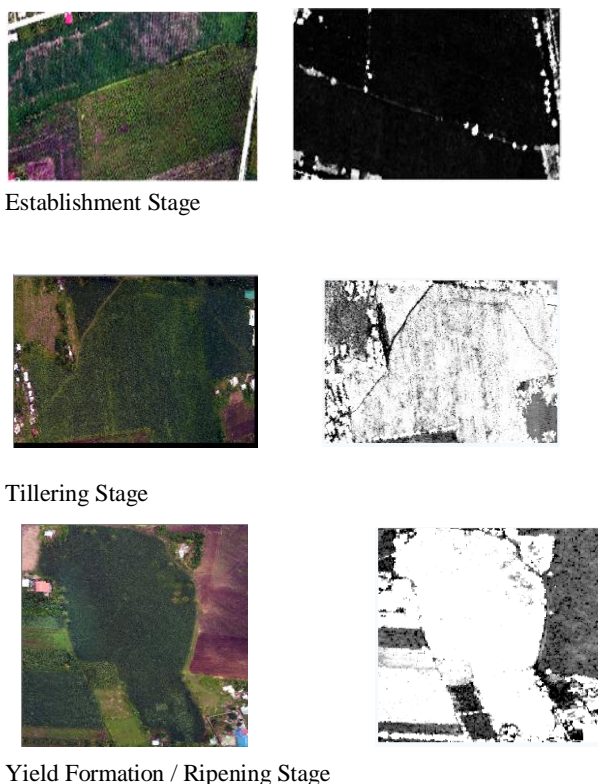 Establishment Stage
Tillering Stage
Yield Formation / Ripening Stage